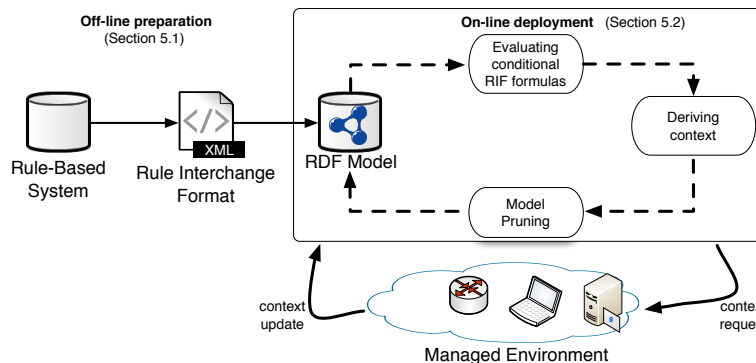 Off-line preparation
(Section 5.1)
On-line deployment (Section 5.2)
Evaluating
conditional
RIF formulas
Deriving
context
</>
XML
Rule-Based
System
Rule Interchange
Format
RDF Model
Model
Pruning
context
update
Managed Environment